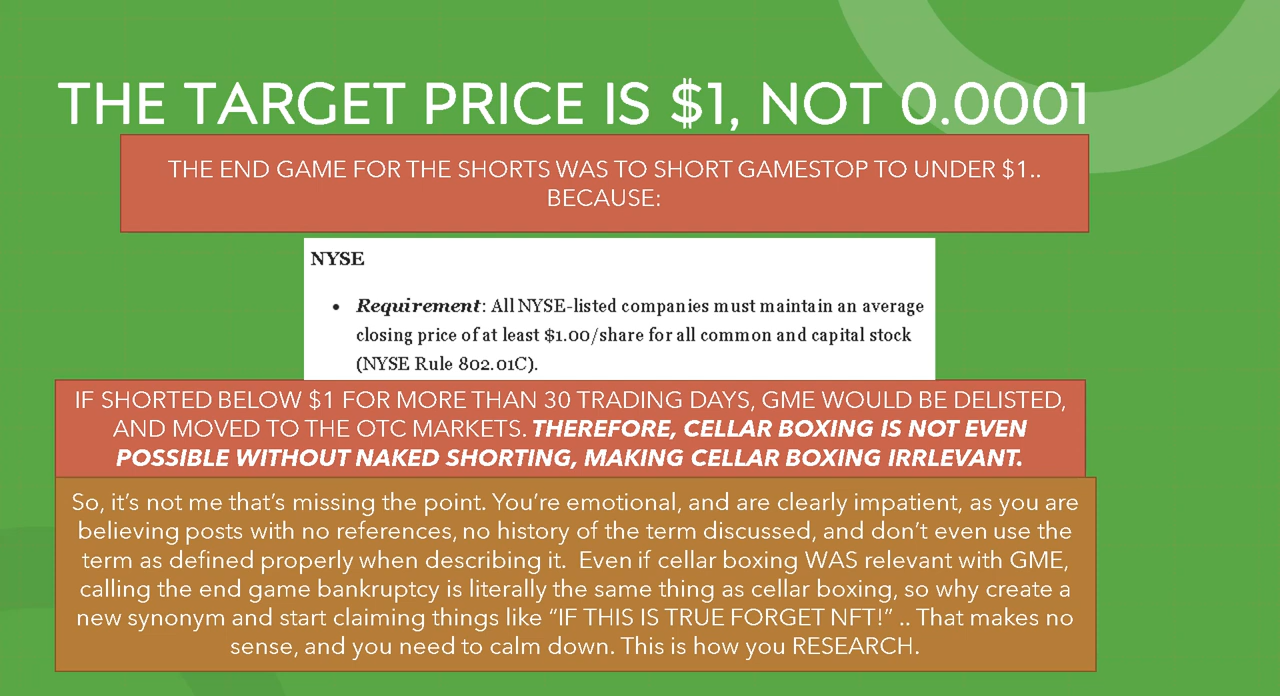 THE TARGET PRICE IS $1, NOT 0.0001
THE END GAME FOR THE SHORTS WAS TO SHORT GAMESTOP TO UNDER $1..
BECAUSE:
NYSE
• Requirement: All NYSE-listed companies must maintain an average
closing price of at least $1.00/share for all common and capital stock
(NYSE Rule 802.01C).
IF SHORTED BELOW $1 FOR MORE THAN 30 TRADING DAYS, GME WOULD BE DELISTED,
AND MOVED TO THE OTC MARKETS. THEREFORE, CELLAR BOXING IS NOT EVEN
POSSIBLE WITHOUT NAKED SHORTING, MAKING CELLAR BOXING IRRLEVANT.
So, it's not me that's missing the point. You're emotional, and are clearly impatient, as you are
believing posts with no references, no history of the term discussed, and don't even use the
term as defined properly when describing it.  Even if cellar boxing WAS relevant with GME,
calling the end game bankruptcy is literally the same thing as cellar boxing, so why create a
new synonym and start claiming things like "IF THIS IS TRUE FORGET NFT!" .. That makes no
sense, and you need to calm down. This is how you RESEARCH.